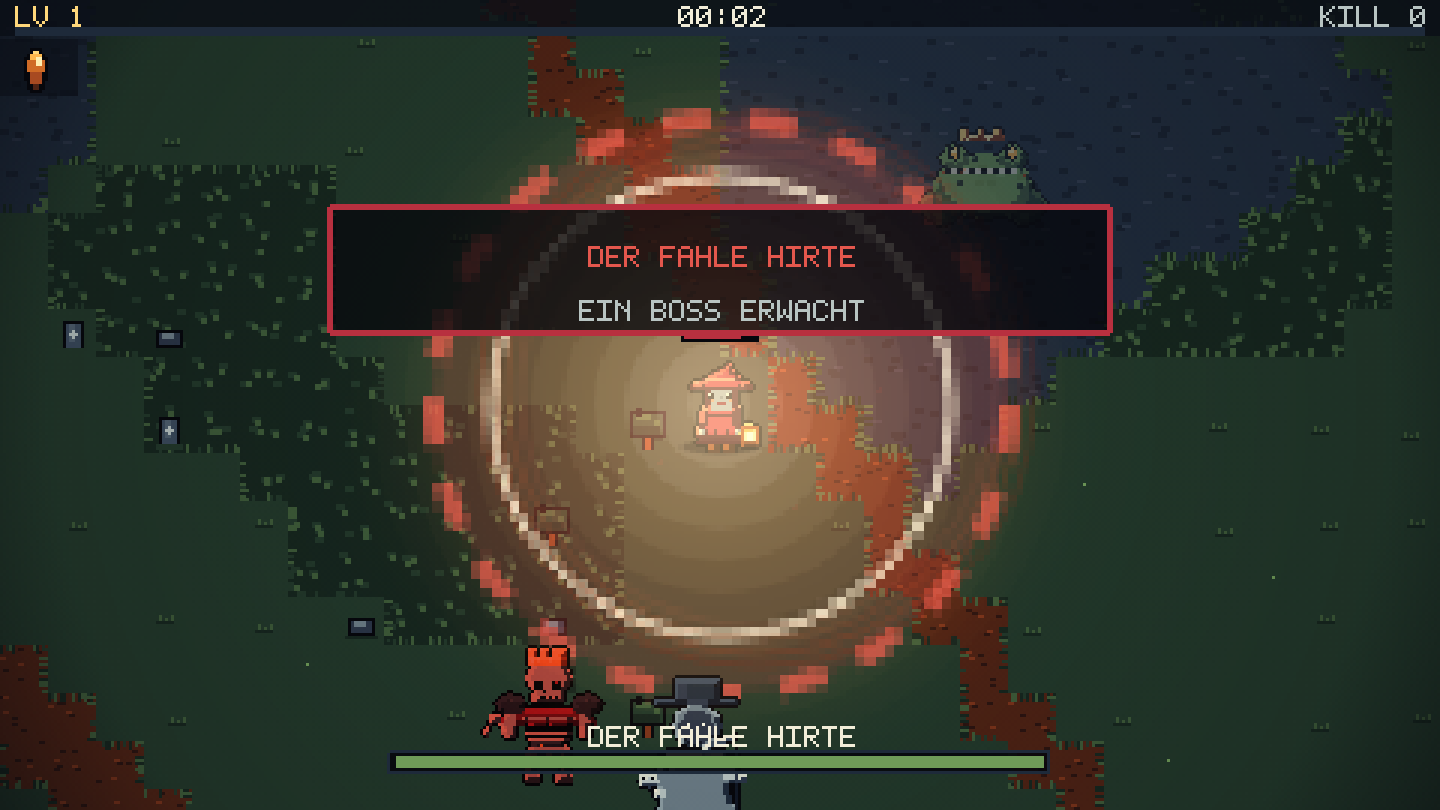 LV 1
00:02
KILL 0
DER FAHLE HIRTE
EIN BOSS ERWACHT
DER FAHLE HIRTE